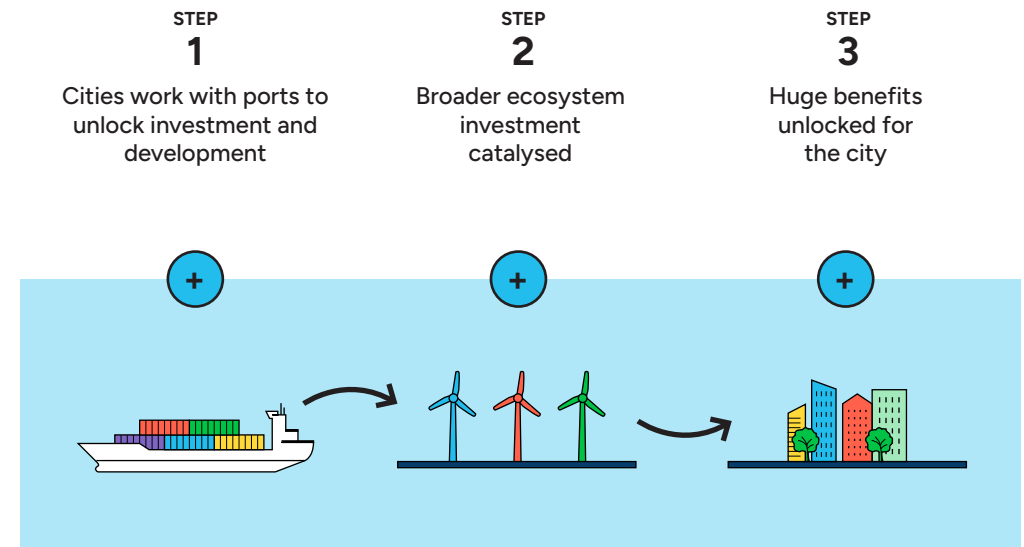 STEP
1
Cities work with ports to
unlock investment and
development
STEP
2
Broader ecosystem
investment
catalysed
STEP
3
Huge benefits
unlocked for
the city
+
+
+